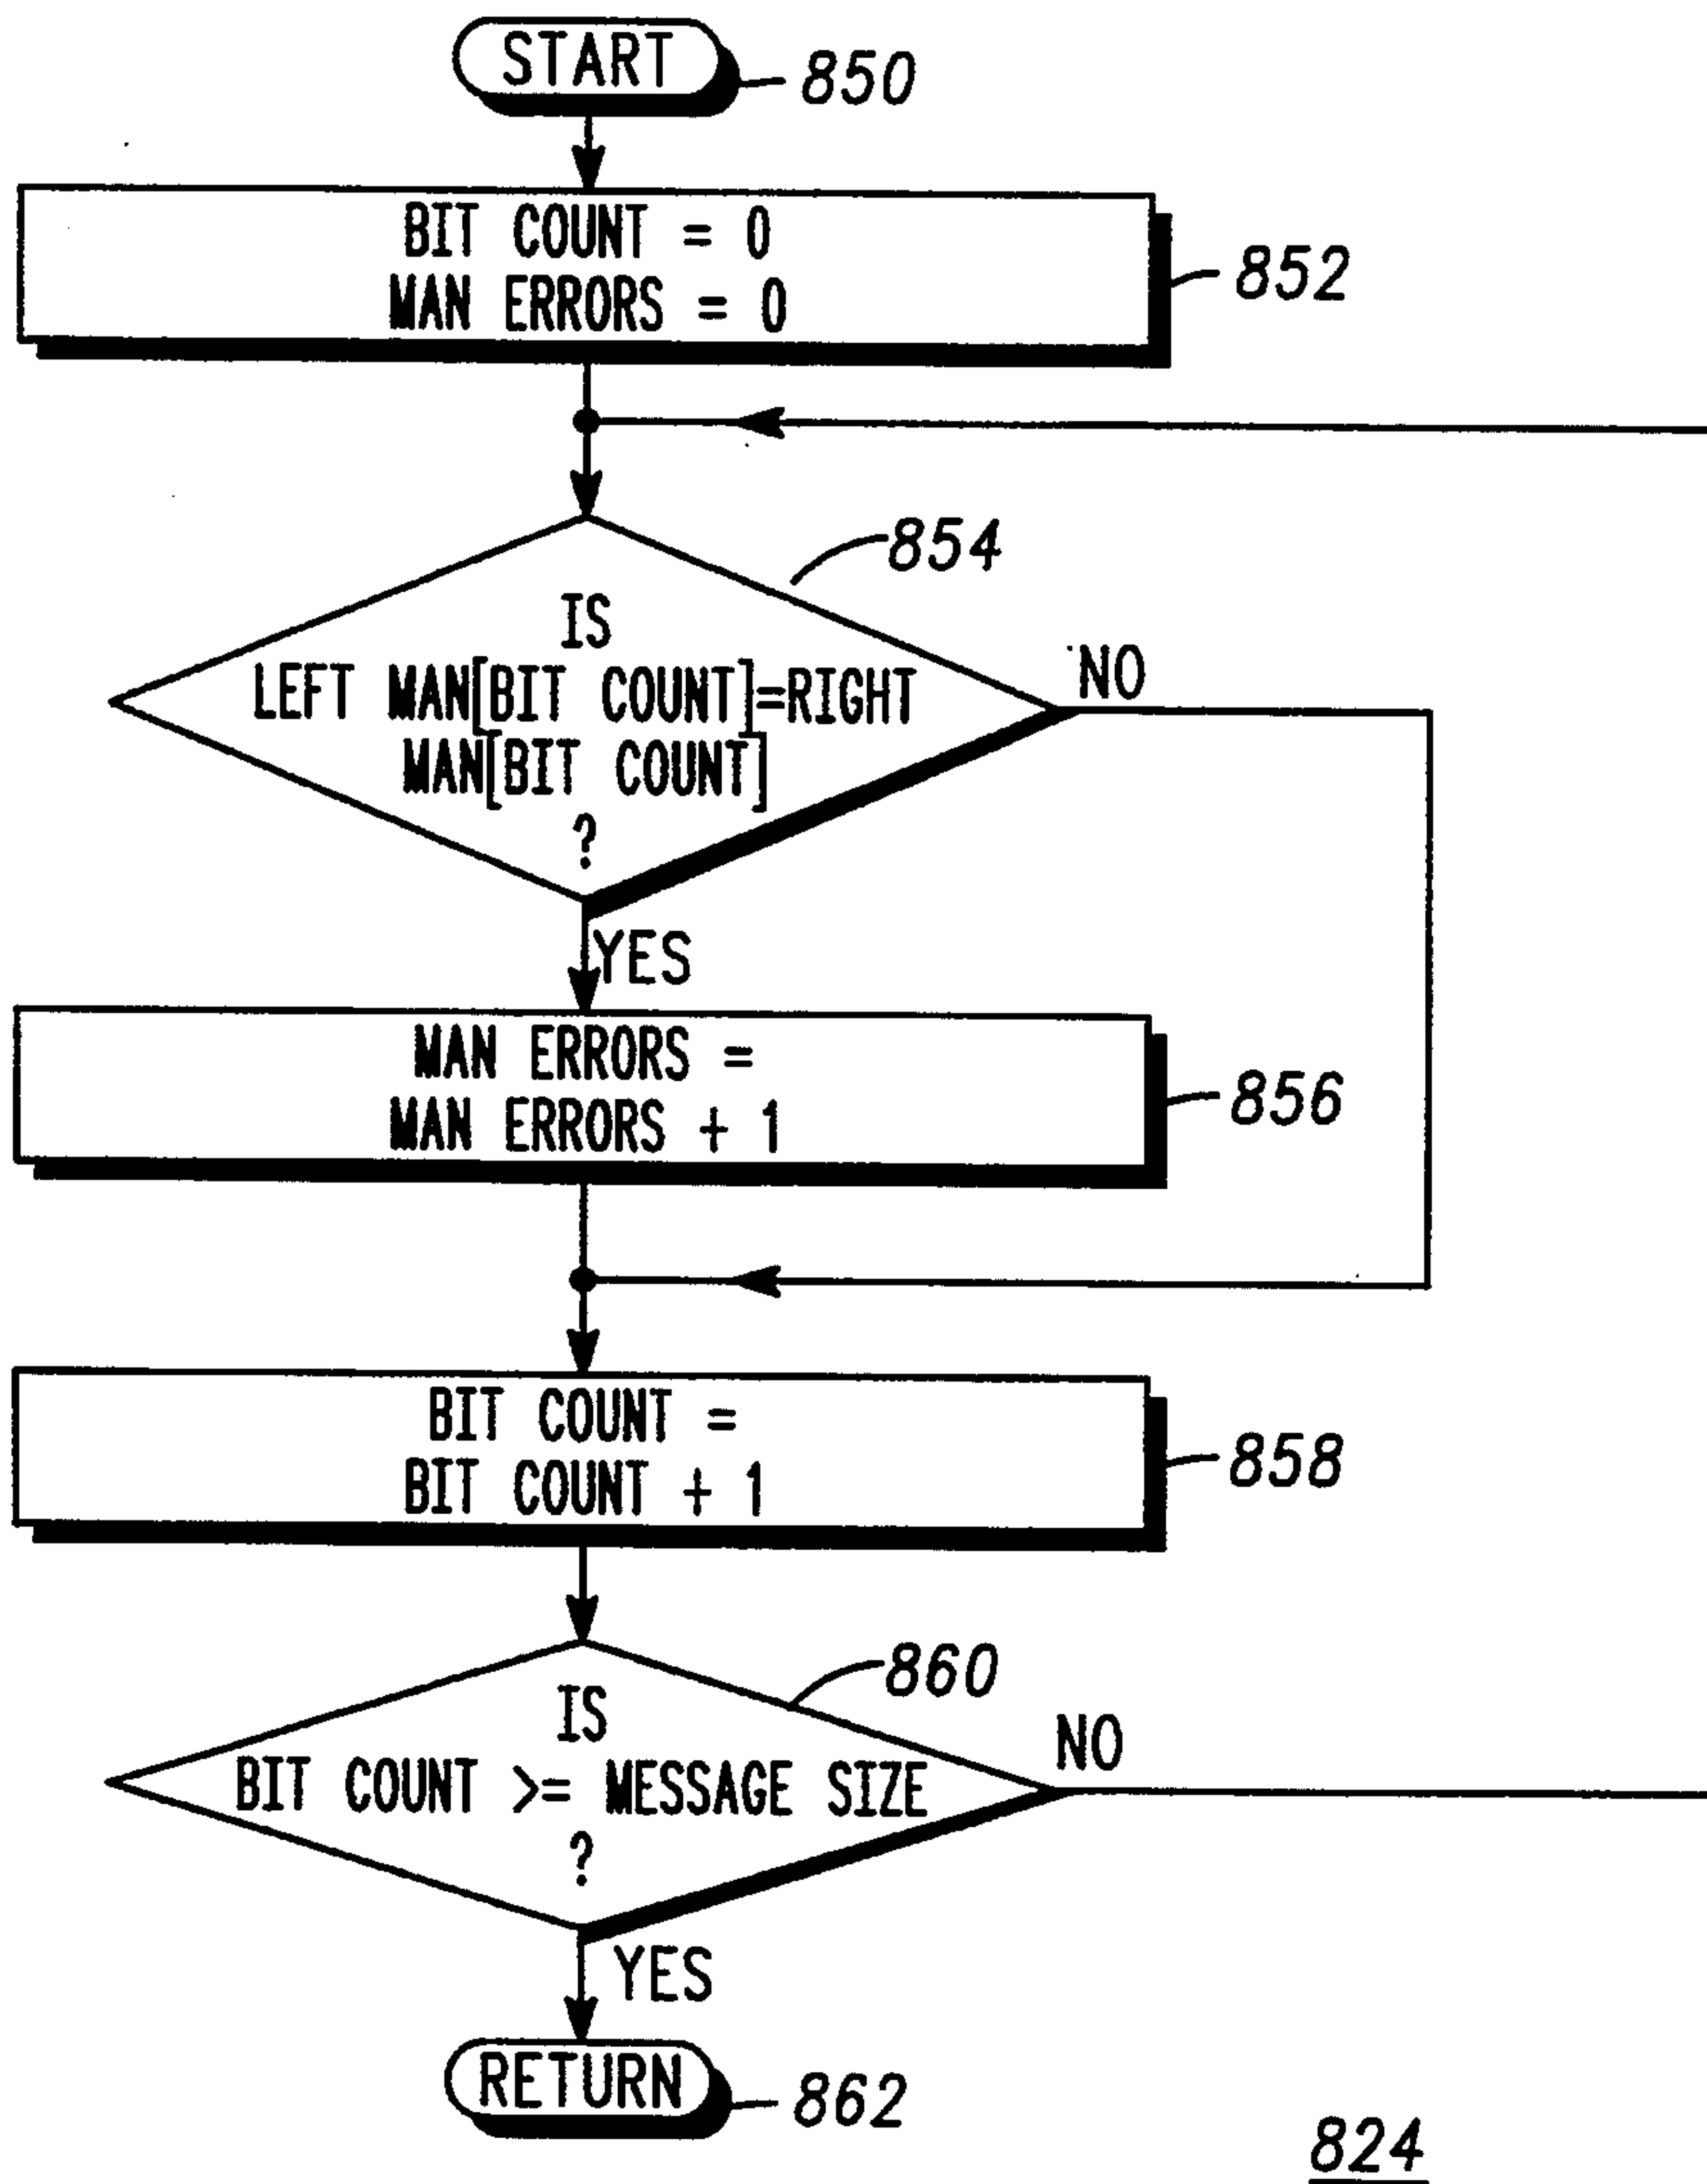 START
850
BIT COUNT = 0
MAN ERRORS = 0
852
854
IS
LEFT MAN[BIT COUNT]=RIGHT
MAN[BIT COUNT]
?
NO
YES
MAN ERRORS =
MAN ERRORS + 1
856
BIT COUNT =
BIT COUNT + 1
858
860
IS
BIT COUNT >= MESSAGE SIZE
?
NO
YES
RETURN
862
824